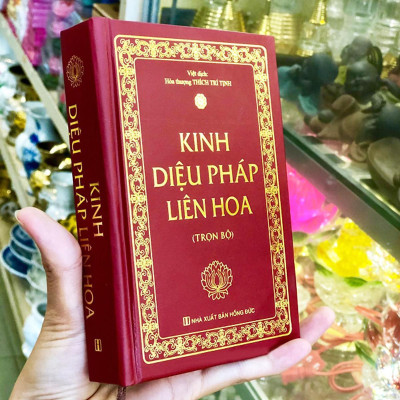 Việt dịch:
Hòa thượng THÍCH TRÍ TỊNH
KINH
DIỆU PHÁP
LIÊN HOA
(TRỌN BỘ)
NHÀ XUẤT BẢN HỒNG ĐỨC
KINH
DIỆU PHÁP LIÊN HOA